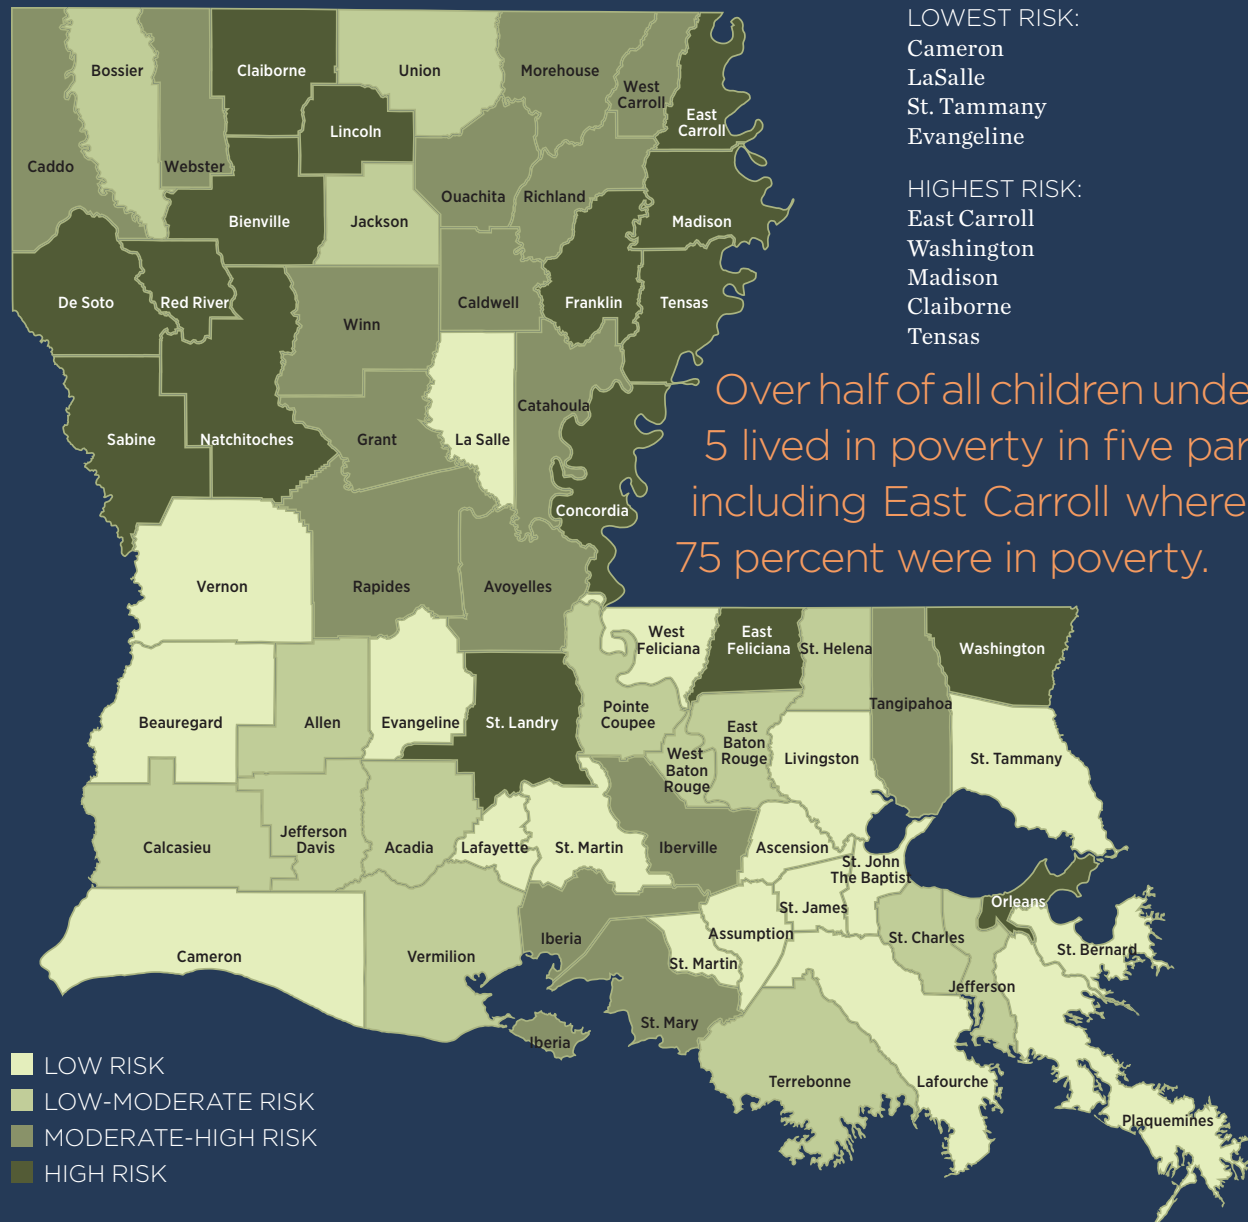 LOWEST RISK:
Cameron
LaSalle
St. Tammany
Evangeline
HIGHEST RISK:
East Carroll
Washington
Madison
Claiborne
Tensas
Over half of all children unde
5 lived in poverty in five par
including East Carroll where
75 percent were in poverty.
Bossier
Claiborne
Union
Morehouse
West
Carroll
East
Carroll
Lincoln
Caddo
Webster
Ouachita
Richland
Bienville
Jackson
Madison
De Soto
Red River
Winn
Caldwell
Franklin
Tensas
Catahoula
Sabine
Natchitoches
Grant
La Salle
Concordia
Vernon
Rapides
Avoyelles
West
Feliciana
East
Feliciana
St. Helena
Washington
Tangipahoa
Beauregard
Allen
Evangeline
St. Landry
Pointe
Coupee
East
Baton
Rouge
West
Baton
Rouge
Livingston
St. Tammany
Calcasieu
Jefferson
Davis
Acadia
Lafayette
St. Martin
Iberville
Ascension
St. John
The Baptist
Orleans
St. James
Assumption
St. Charles
Cameron
Vermilion
Iberia
St. Martin
St. Bernard
Jefferson
St. Mary
Iberia
Terrebonne
Lafourche
Plaquemines
LOW RISK
LOW-MODERATE RISK
MODERATE-HIGH RISK
HIGH RISK